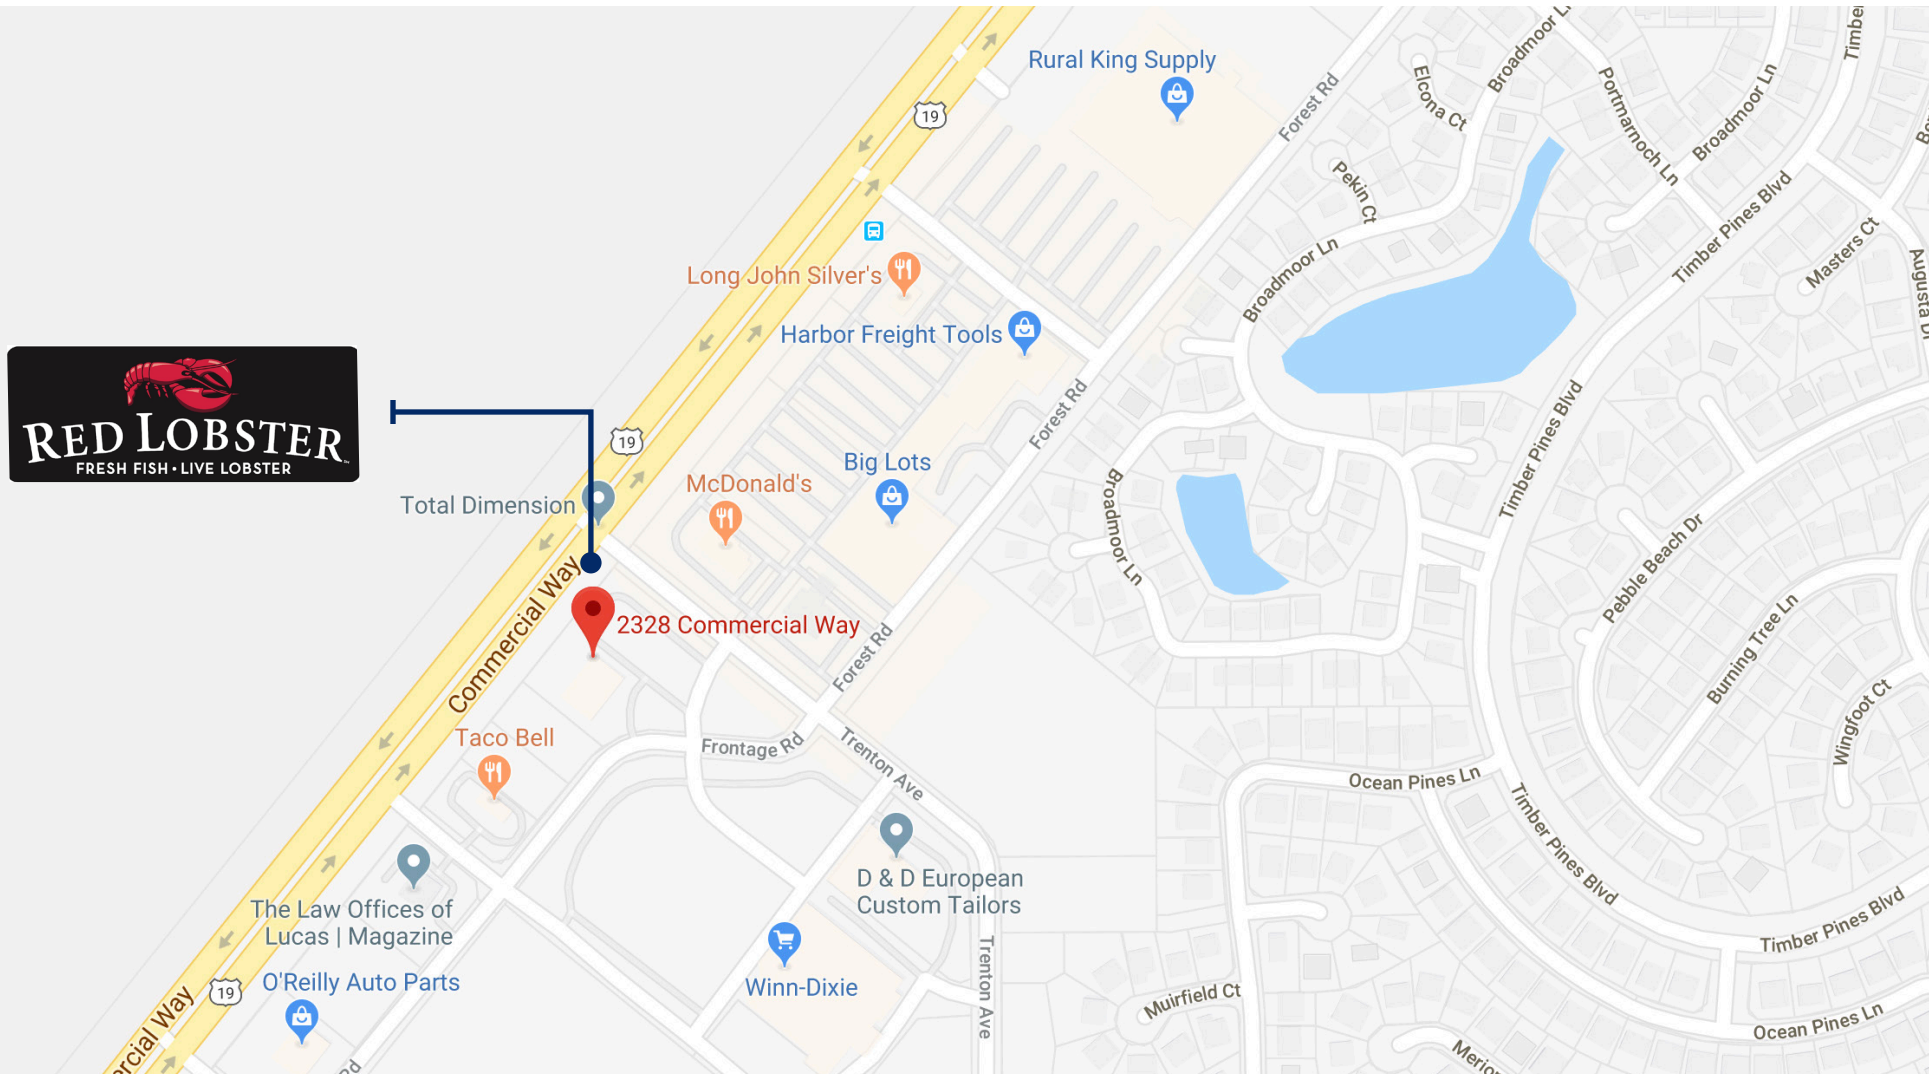 Rural King Supply
19
Forest Rd
Elcona Ct
Broadmoor Ln
Portmarnoch Ln
Broadmoor Ln
Timber
Pekin Ct
Timber Pines Blvd
Masters Ct
Augusta Dr
Long John Silver's
Broadmoor Ln
Harbor Freight Tools
RED LOBSTER
FRESH FISH • LIVE LOBSTER
19
Forest Rd
Timber Pines Blvd
Big Lots
McDonald's
Total Dimension
Broadmoor Ln
Pebble Beach Dr
Commercial Way
2328 Commercial Way
Forest Rd
Burning Tree Ln
Wingfoot Ct
Taco Bell
Frontage Rd
Trenton Ave
Ocean Pines Ln
Timber Pines Blvd
D & D European
Custom Tailors
The Law Offices of
Lucas | Magazine
Timber Pines Blvd
O'Reilly Auto Parts
19
Winn-Dixie
Trenton Ave
Muirfield Ct
Ocean Pines Ln
ercial Way
Rd
Merio